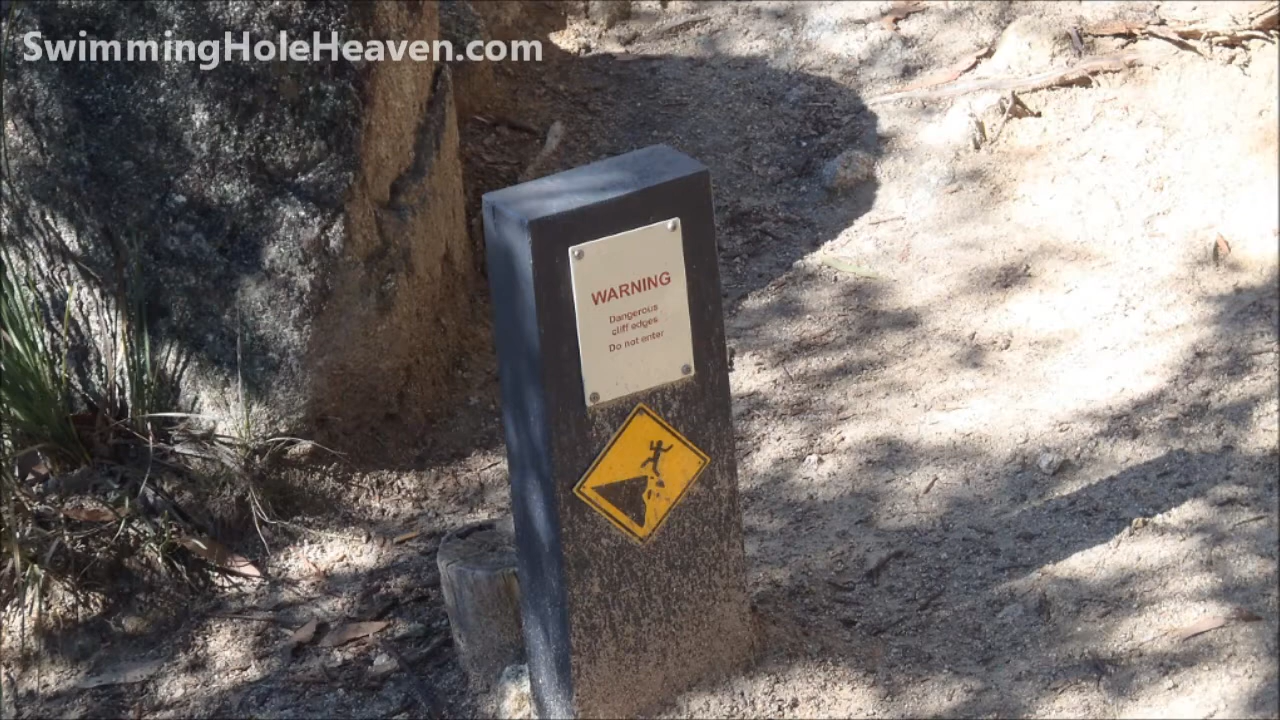 SwimmingHoleHeaven.com
WARNING
Dangerous
cliff edges
Do not enter